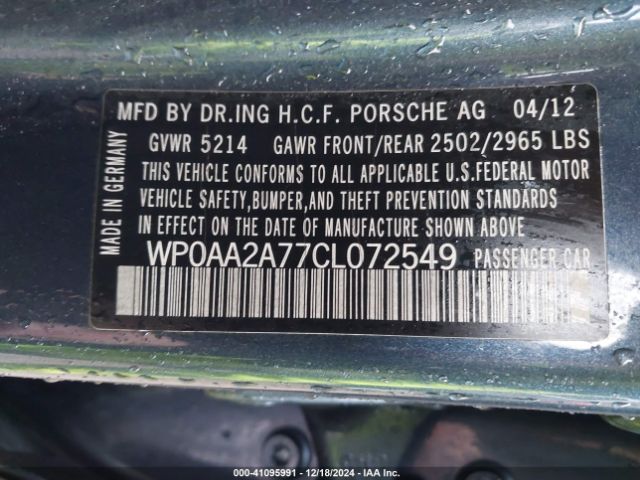 MFD BY DR.ING H.C.F. PORSCHE AG 04/12
GVWR 5214 GAWR FRONT/REAR 2502/2965 LBS
THIS VEHICLE CONFORMS TO ALL APPLICABLE U.S.FEDERAL MOTOR
VEHICLE SAFETY,BUMPER,AND THEFT PREVENTION STANDARDS
IN EFFECT ON THE DATE OF MANUFACTURE SHOWN ABOVE
WP0AA2A77CL072549 PASSENGER CAR
MADE IN GERMANY
000-41095991 - 12/18/2024 - IAA Inc.